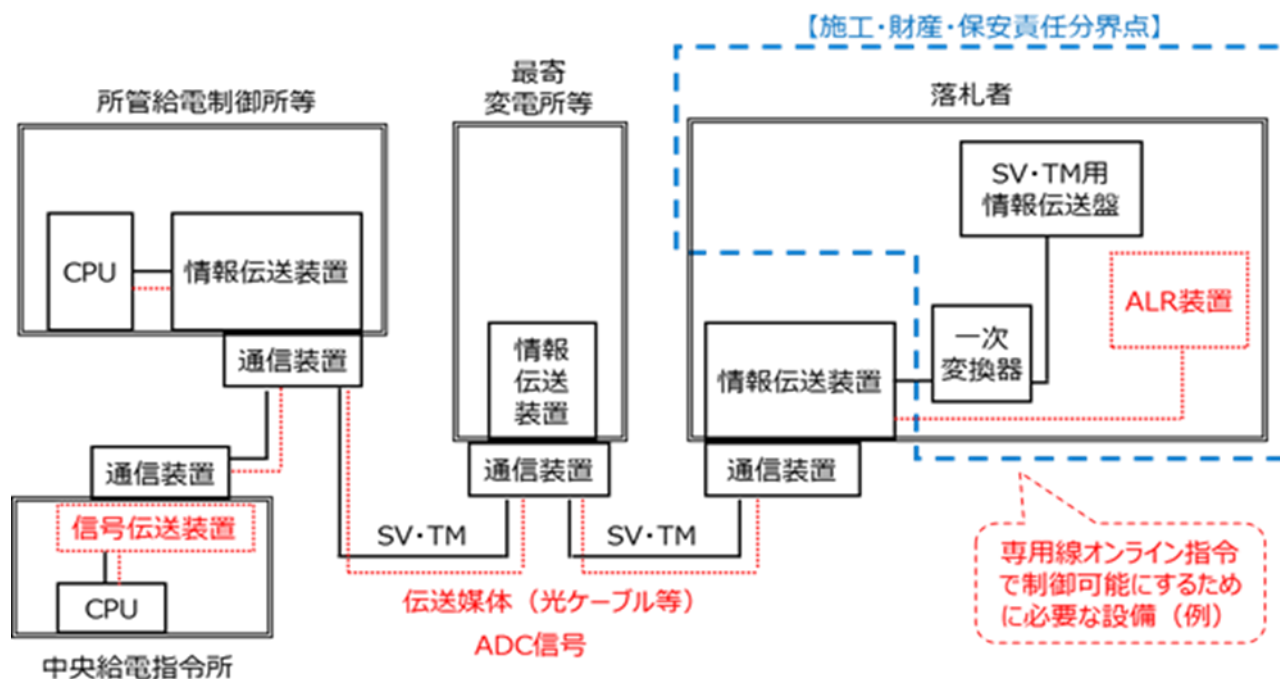 【施工・財産・保安責任分界点】
所管給電制御所等
最寄
変電所等
落札者
CPU
情報伝送装置
通信装置
通信装置
信号伝送装置
CPU
中央給電指令所
情報
伝送
装置
通信装置
SV・TM
SV・TM
伝送媒体（光ケーブル等）
ADC信号
SV・TM用
情報伝送盤
ALR装置
一次
変換器
情報伝送装置
通信装置
専用線オンライン指令
で制御可能にするため
に必要な設備（例）